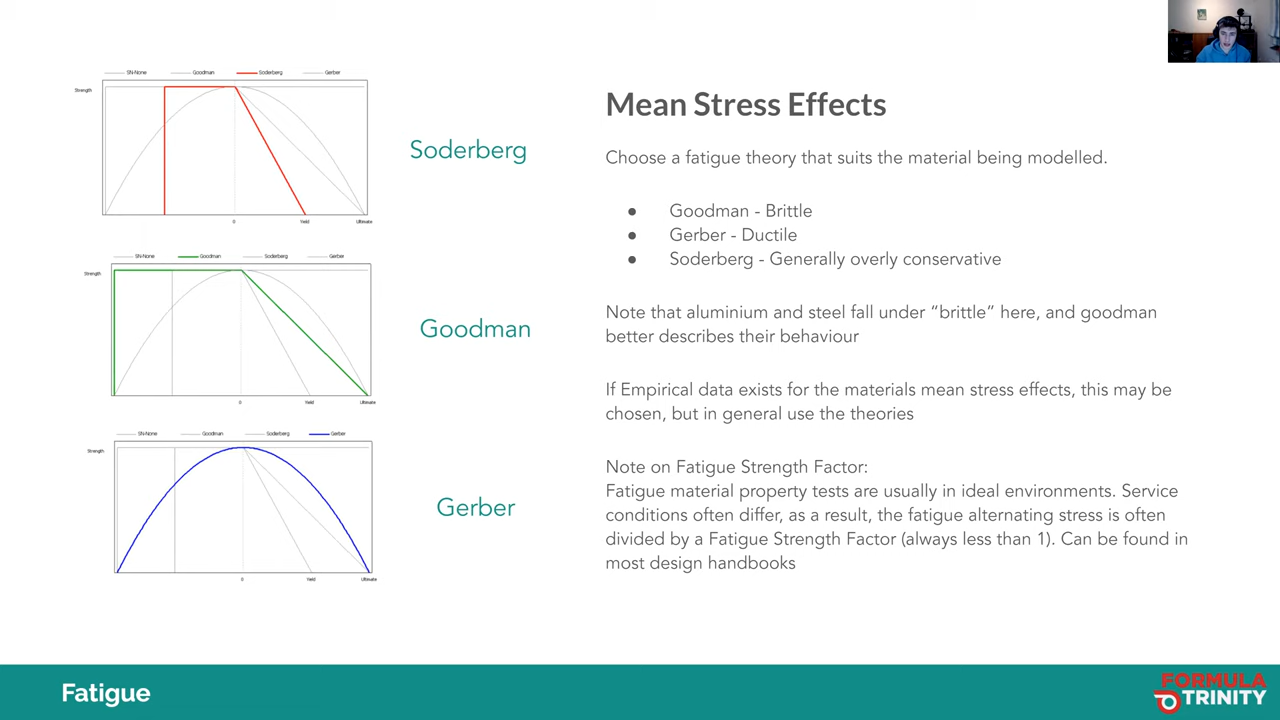 SN-None Goodman Soderberg Gerber
Strength
0 Yield Ultimate
Soderberg
SN-None Goodman Soderberg Gerber
Strength
0 Yield Ultimate
Goodman
SN-None Goodman Soderberg Gerber
Strength
0 Yield Ultimate
Gerber
Mean Stress Effects
Choose a fatigue theory that suits the material being modelled.
● Goodman - Brittle
● Gerber - Ductile
● Soderberg - Generally overly conservative
Note that aluminium and steel fall under “brittle” here, and goodman
better describes their behaviour
If Empirical data exists for the materials mean stress effects, this may be
chosen, but in general use the theories
Note on Fatigue Strength Factor:
Fatigue material property tests are usually in ideal environments. Service
conditions often differ, as a result, the fatigue alternating stress is often
divided by a Fatigue Strength Factor (always less than 1). Can be found in
most design handbooks
Fatigue
FORMULA
TRINITY